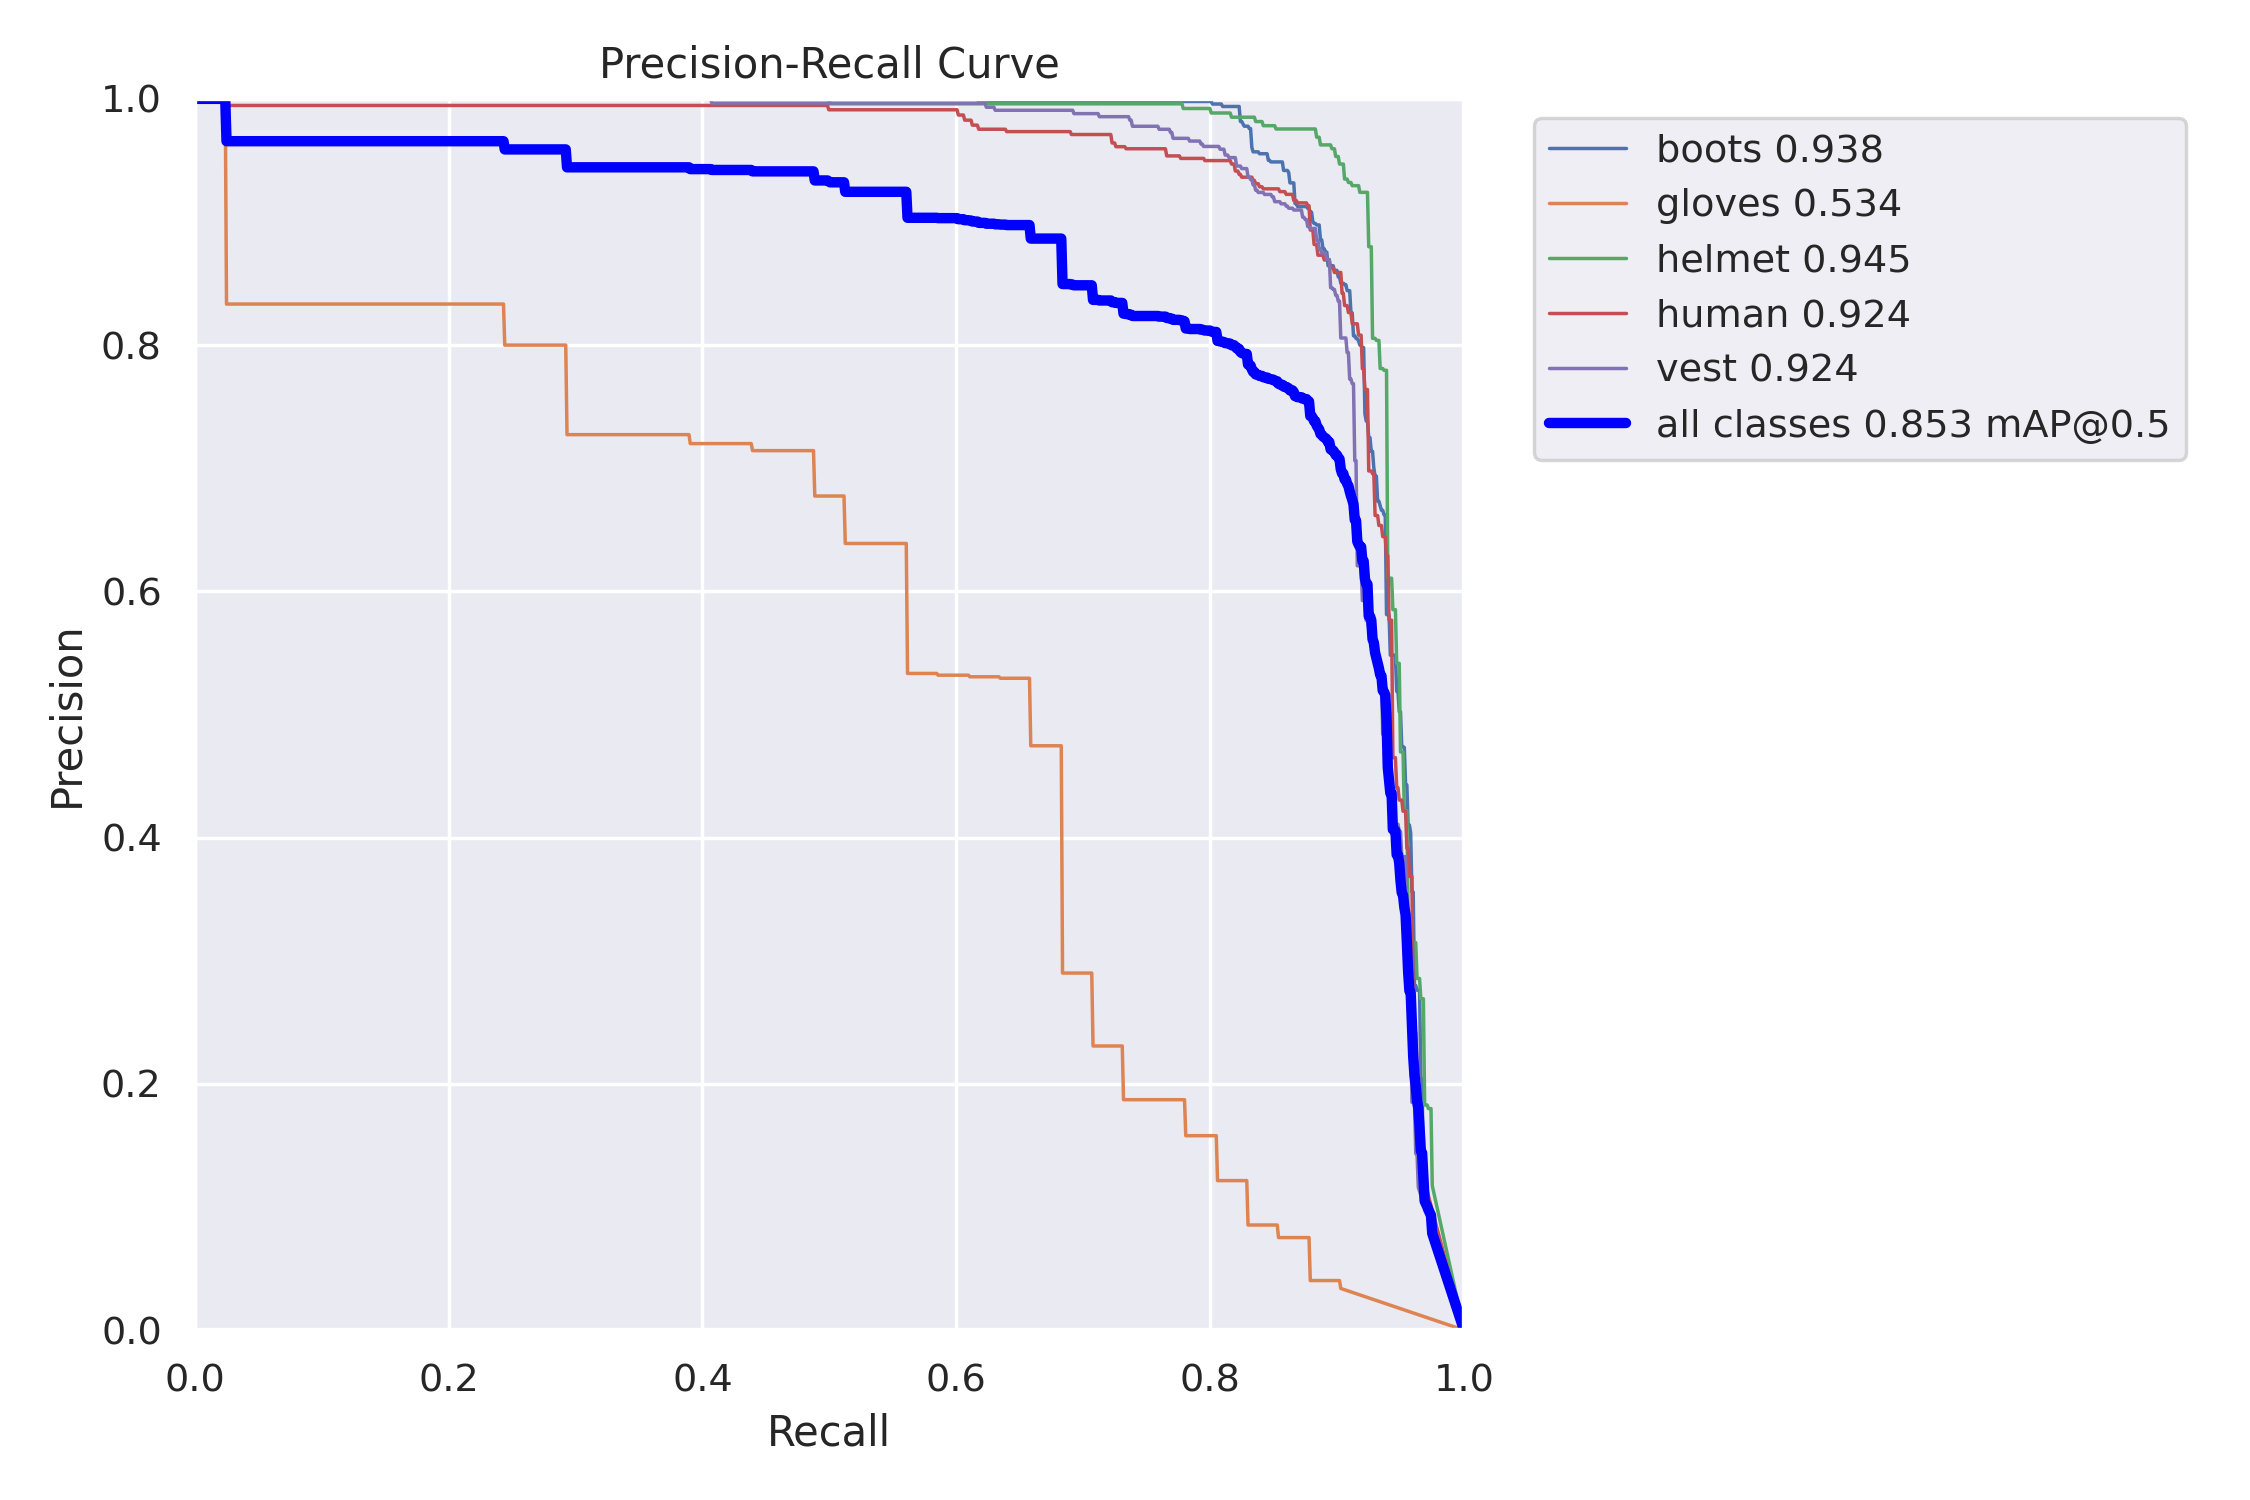 Precision-Recall Curve
1.0
0.8
0.6
0.4
0.2
0.0
Precision
0.0 0.2 0.4 0.6 0.8 1.0
Recall
boots 0.938
gloves 0.534
helmet 0.945
human 0.924
vest 0.924
all classes 0.853 mAP@0.5